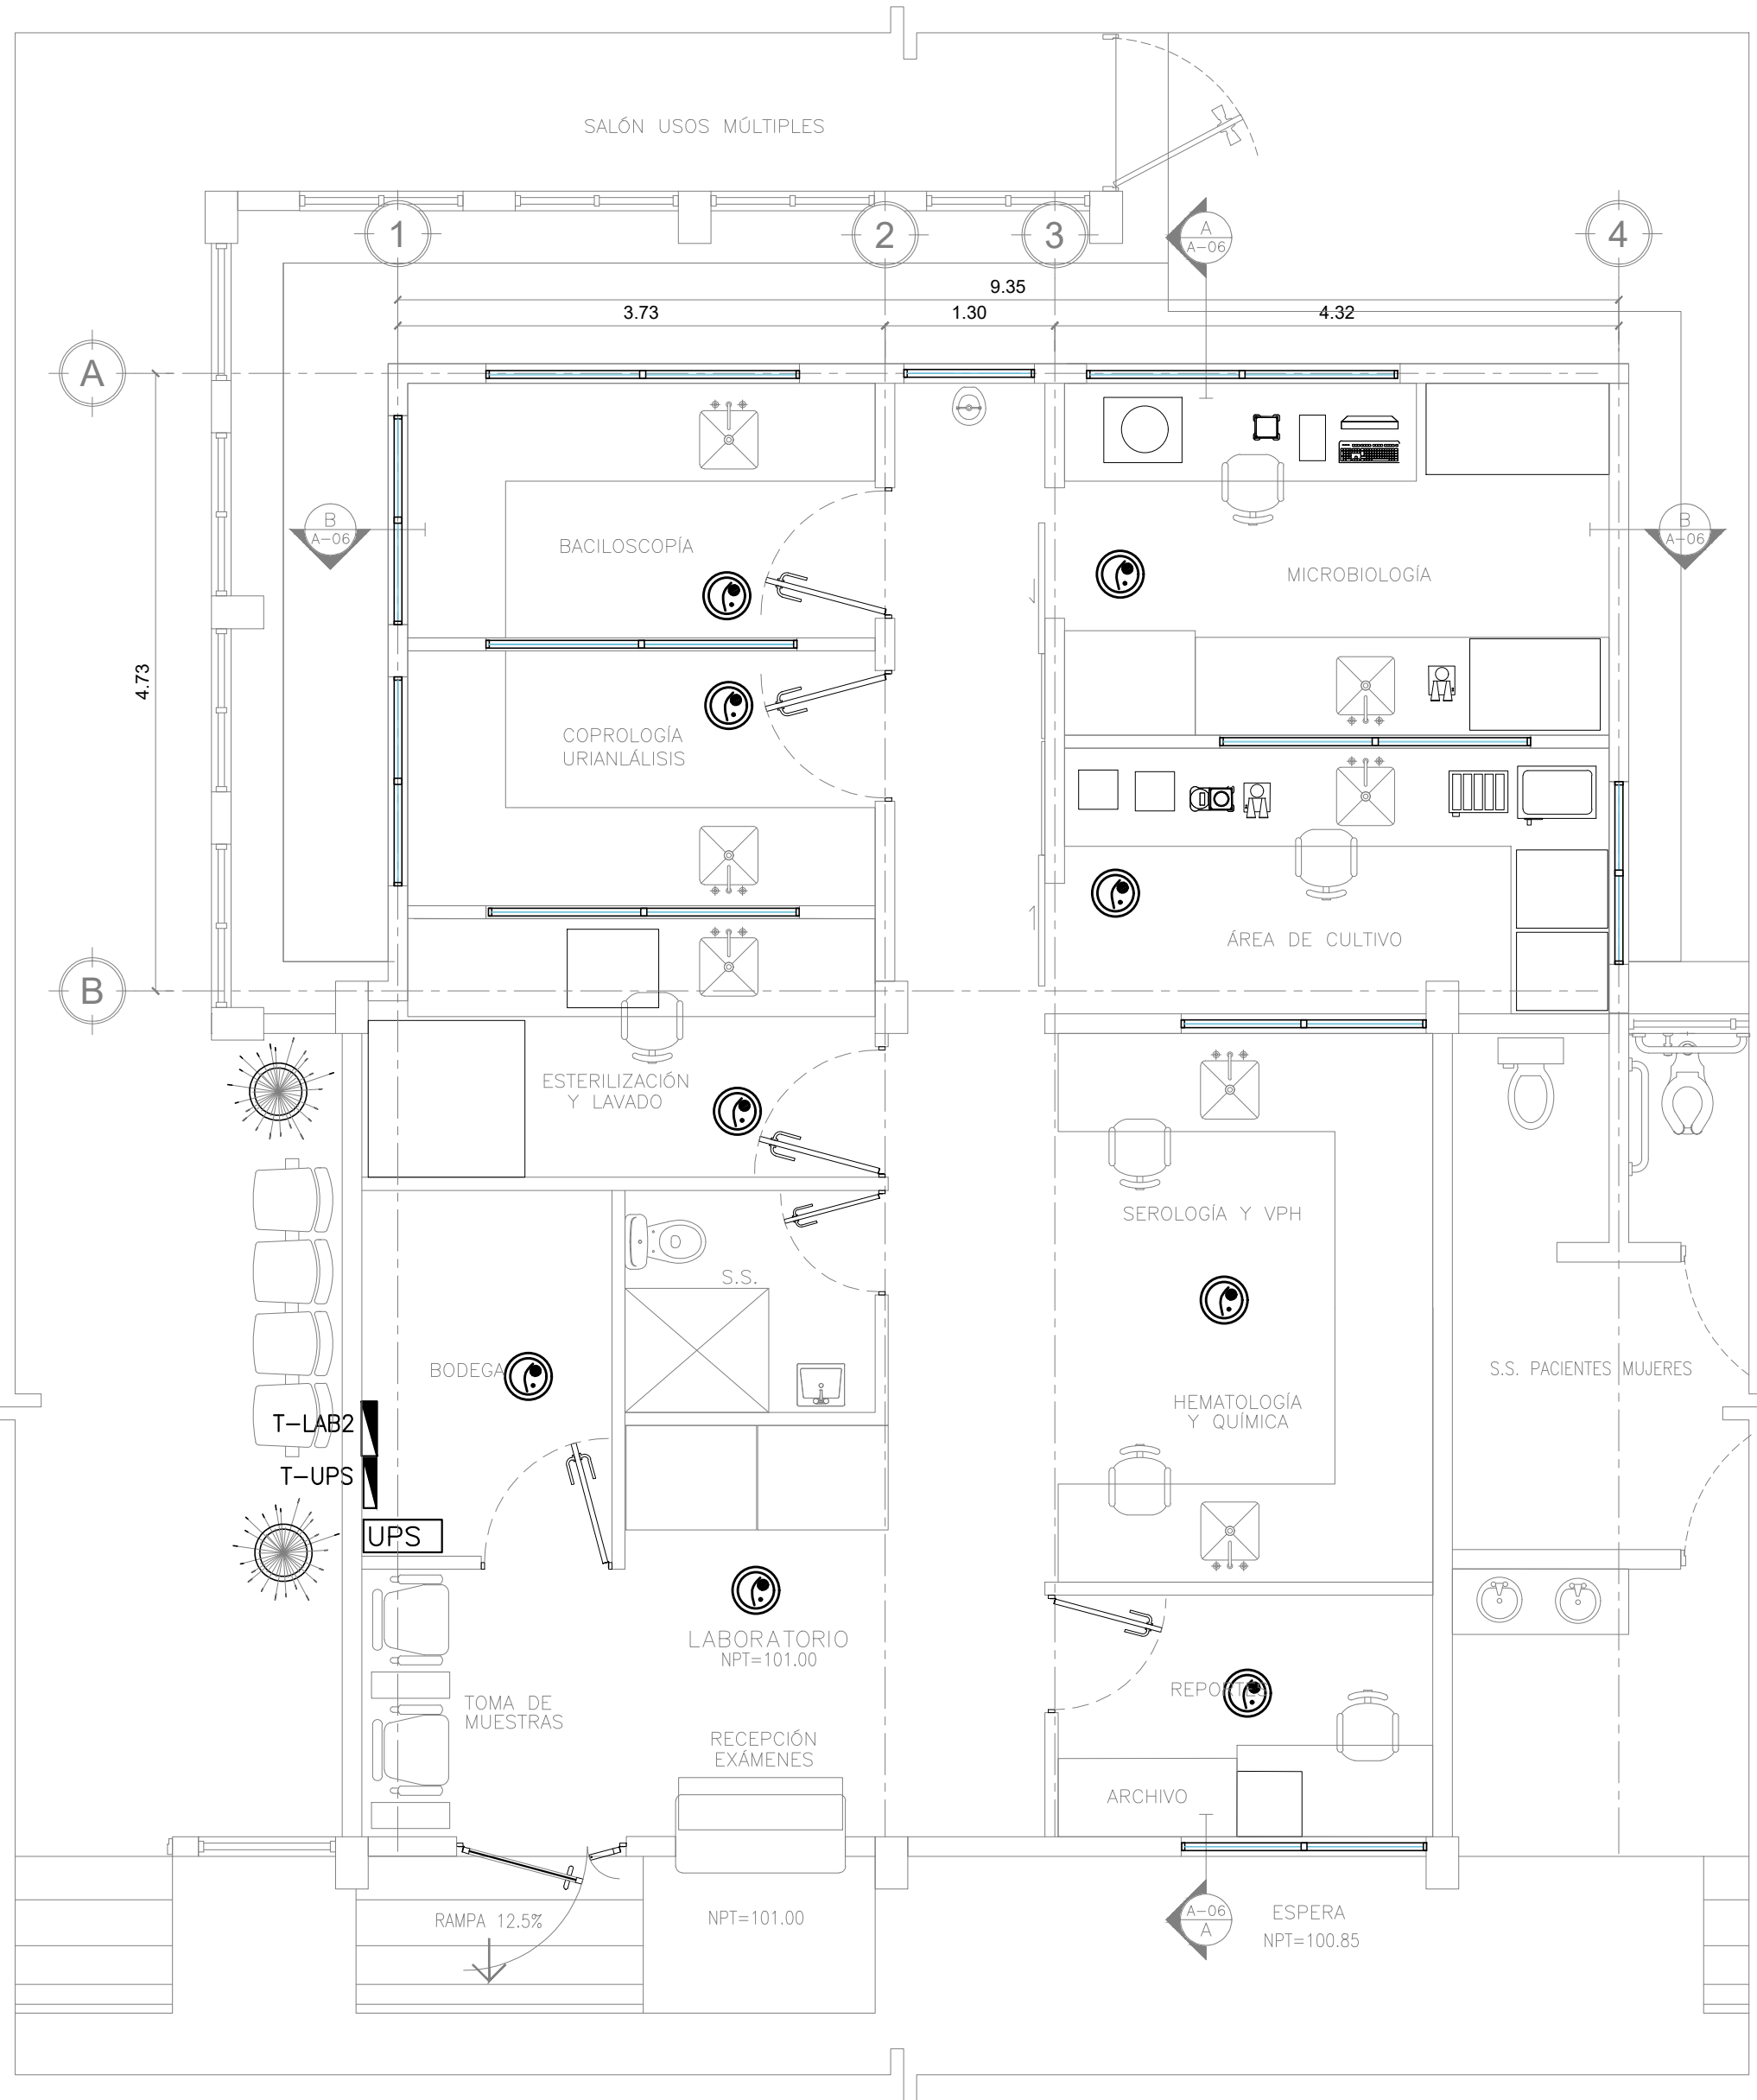 SALÓN USOS MÚLTIPLES
1
2
3
4
A
A-06
9.35
3.73
1.30
4.32
A
B
A-06
B
A-06
BACILOSCOPÍA
MICROBIOLOGÍA
4.73
COPROLOGÍA
URIANLÁLISIS
ÁREA DE CULTIVO
B
ESTERILIZACIÓN
Y LAVADO
SEROLOGÍA Y VPH
S.S.
BODEGA
S.S. PACIENTES MUJERES
HEMATOLOGÍA
Y QUÍMICA
T-LAB2
T-UPS
UPS
LABORATORIO
NPT=101.00
REPORTES
TOMA DE
MUESTRAS
RECEPCIÓN
EXÁMENES
ARCHIVO
RAMPA 12.5%
NPT=101.00
A-06
A
ESPERA
NPT=100.85